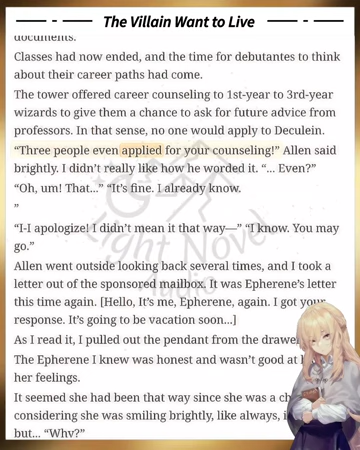 The Villain Want to Live
documents.
Classes had now ended, and the time for debutantes to think
about their career paths had come.
The tower offered career counseling to 1st-year to 3rd-year
wizards to give them a chance to ask for future advice from
professors. In that sense, no one would apply to Deculein.
“Three people even applied for your counseling!” Allen said
brightly. I didn’t really like how he worded it. “... Even?”
“Oh, um! That...” “It’s fine. I already know.
”
“I-I apologize! I didn’t mean it that way—” “I know. You may
go.”
Allen went outside looking back several times, and I took a
letter out of the sponsored mailbox. It was Epherene’s letter
this time again. [Hello, It’s me, Epherene, again. I got your
response. It’s going to be vacation soon...]
As I read it, I pulled out the pendant from the drawer
The Epherene I knew was honest and wasn’t good at
her feelings.
It seemed she had been that way since she was a
considering she was smiling brightly, like always,
but... “Why?”
Light Novel